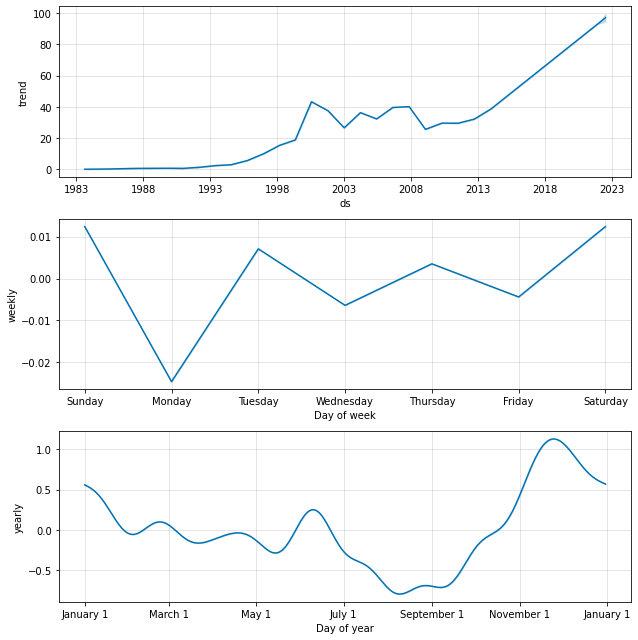 100
80
60
40
20
0
trend
1983 1988 1993 1998 2003 2008 2013 2018 2023
ds
0.01
0.00
−0.01
−0.02
weekly
Sunday Monday Tuesday Wednesday Thursday Friday Saturday
Day of week
1.0
0.5
0.0
−0.5
yearly
January 1 March 1 May 1 July 1 September 1 November 1 January 1
Day of year